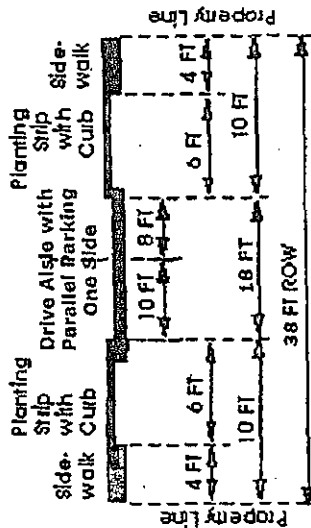 Property Line
Side-
walk
Planting
Strip
with
Curb
Drive Aisle with
Parallel Parking
One Side
Planting
Strip
with
Curb
Side-
walk
Property Line
4 FT
6 FT
10 FT
8 FT
6 FT
4 FT
10 FT
18 FT
10 FT
38 FT ROW